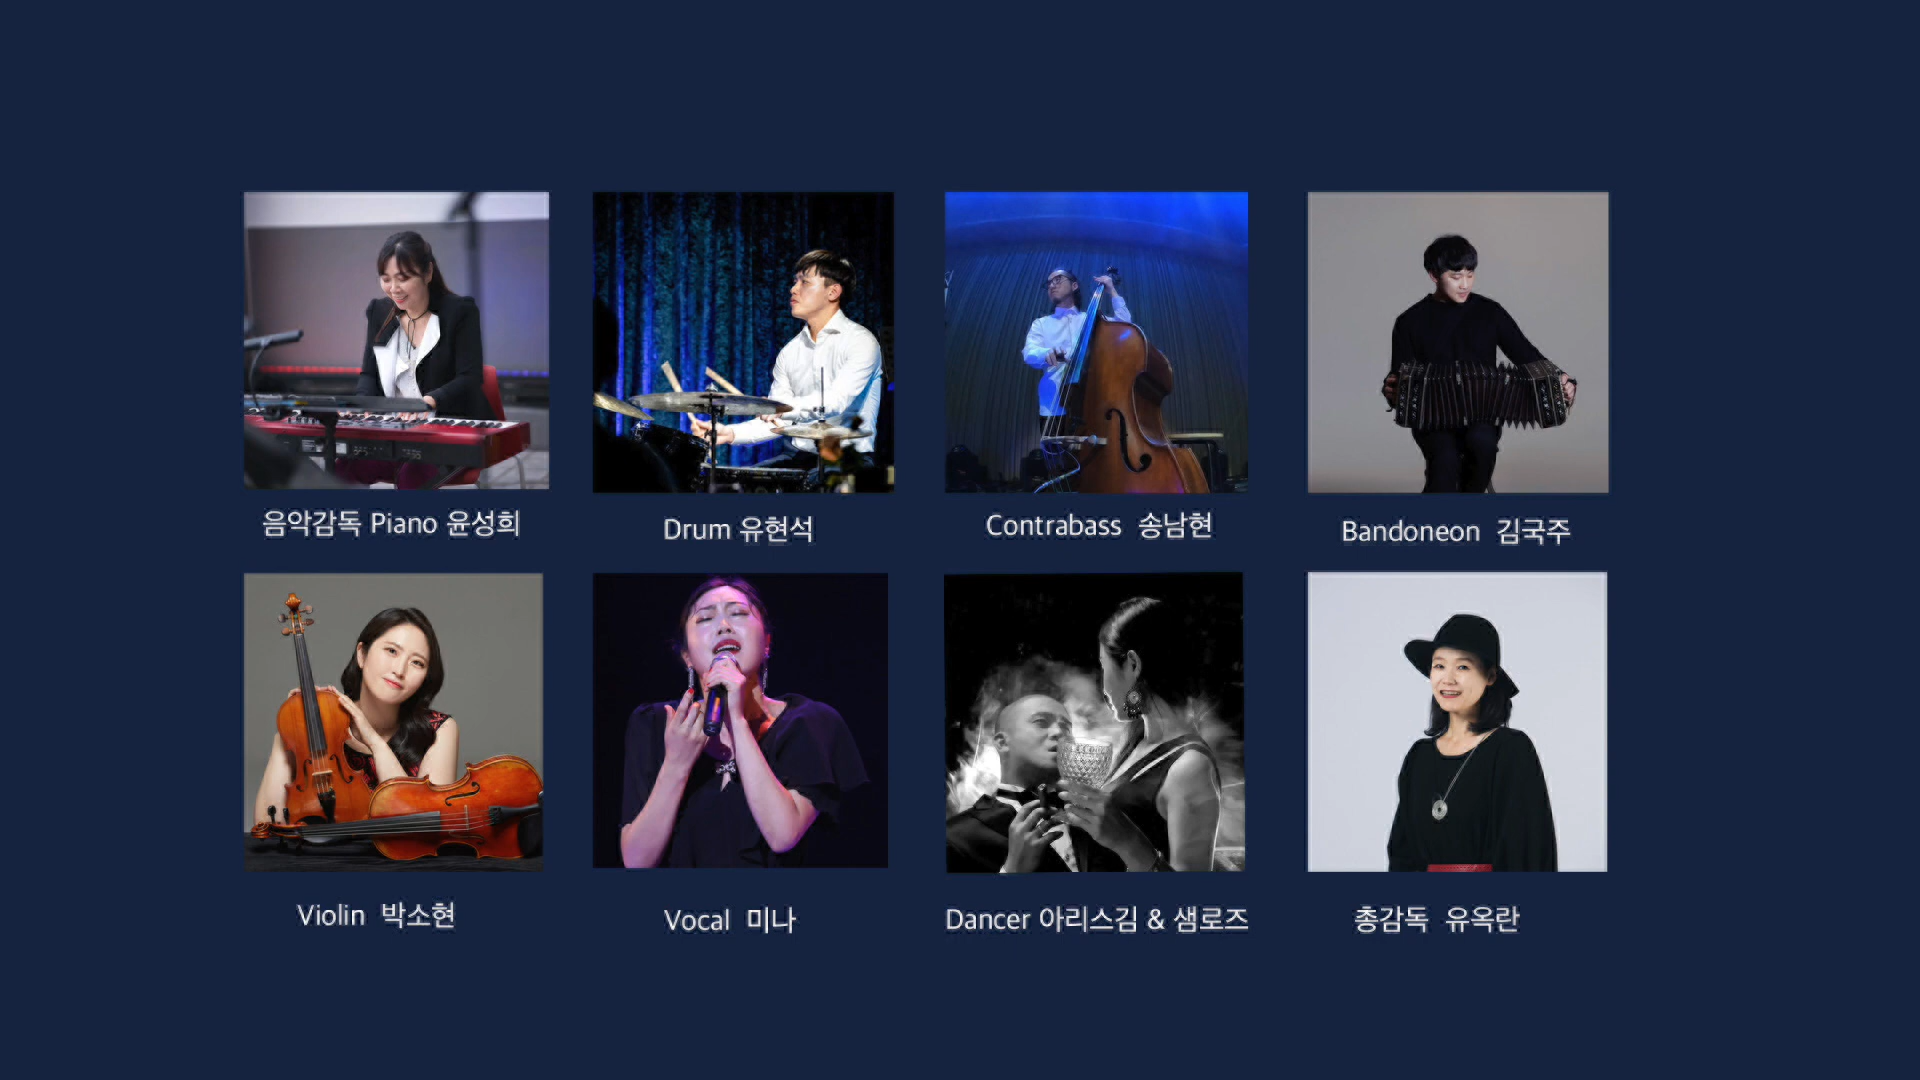 음악감독 Piano 윤성희
Drum 유현석
Contrabass 송남현
Bandoneon 김국주
Violin 박소현
Vocal 미나
Dancer 아리스김 & 샘로즈
총감독 유옥란